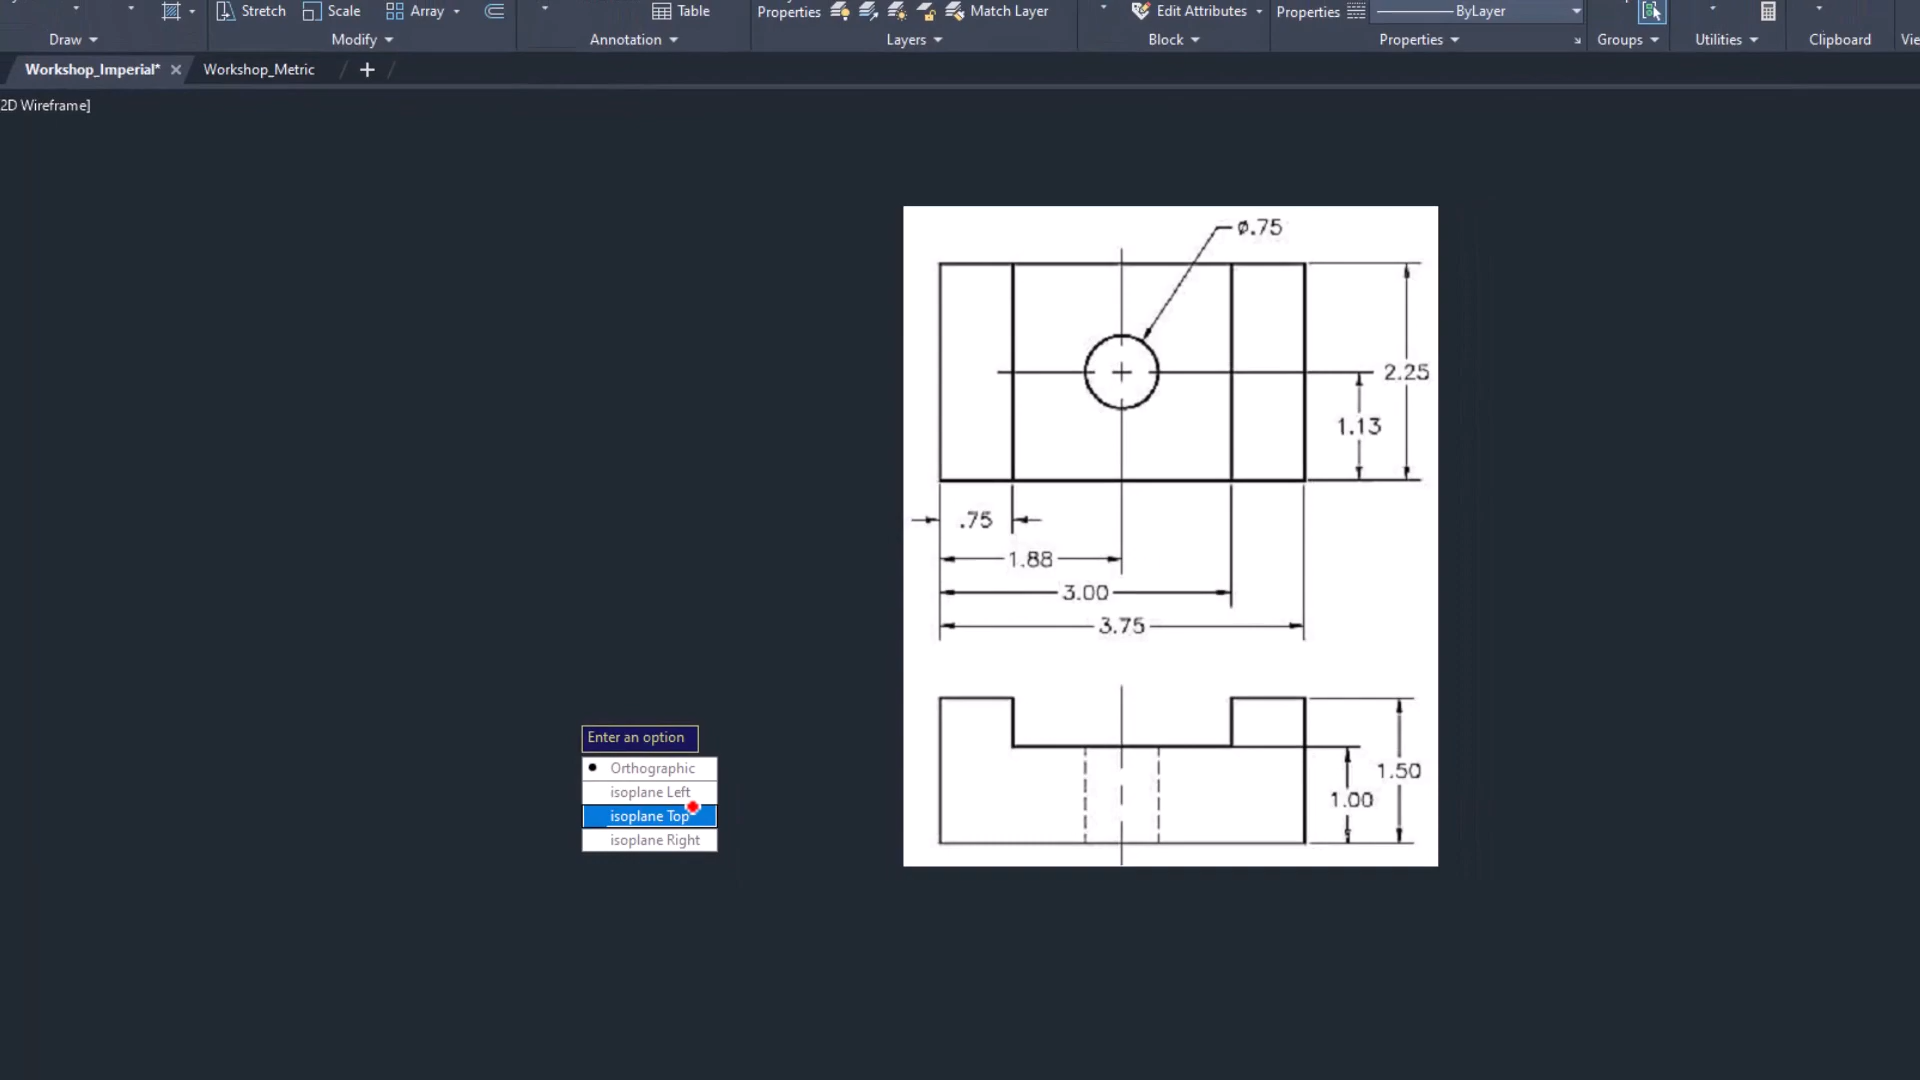 Stretch Scale Array Table Properties Match Layer Edit Attributes Properties ByLayer
Draw Modify Annotation Layers Block Properties Groups Utilities Clipboard
Workshop_Imperial* Workshop_Metric
2D Wireframe]
ø.75
2.25
1.13
.75
1.88
3.00
3.75
Enter an option
Orthographic
isoplane Left
isoplane Top
isoplane Right
1.50
1.00